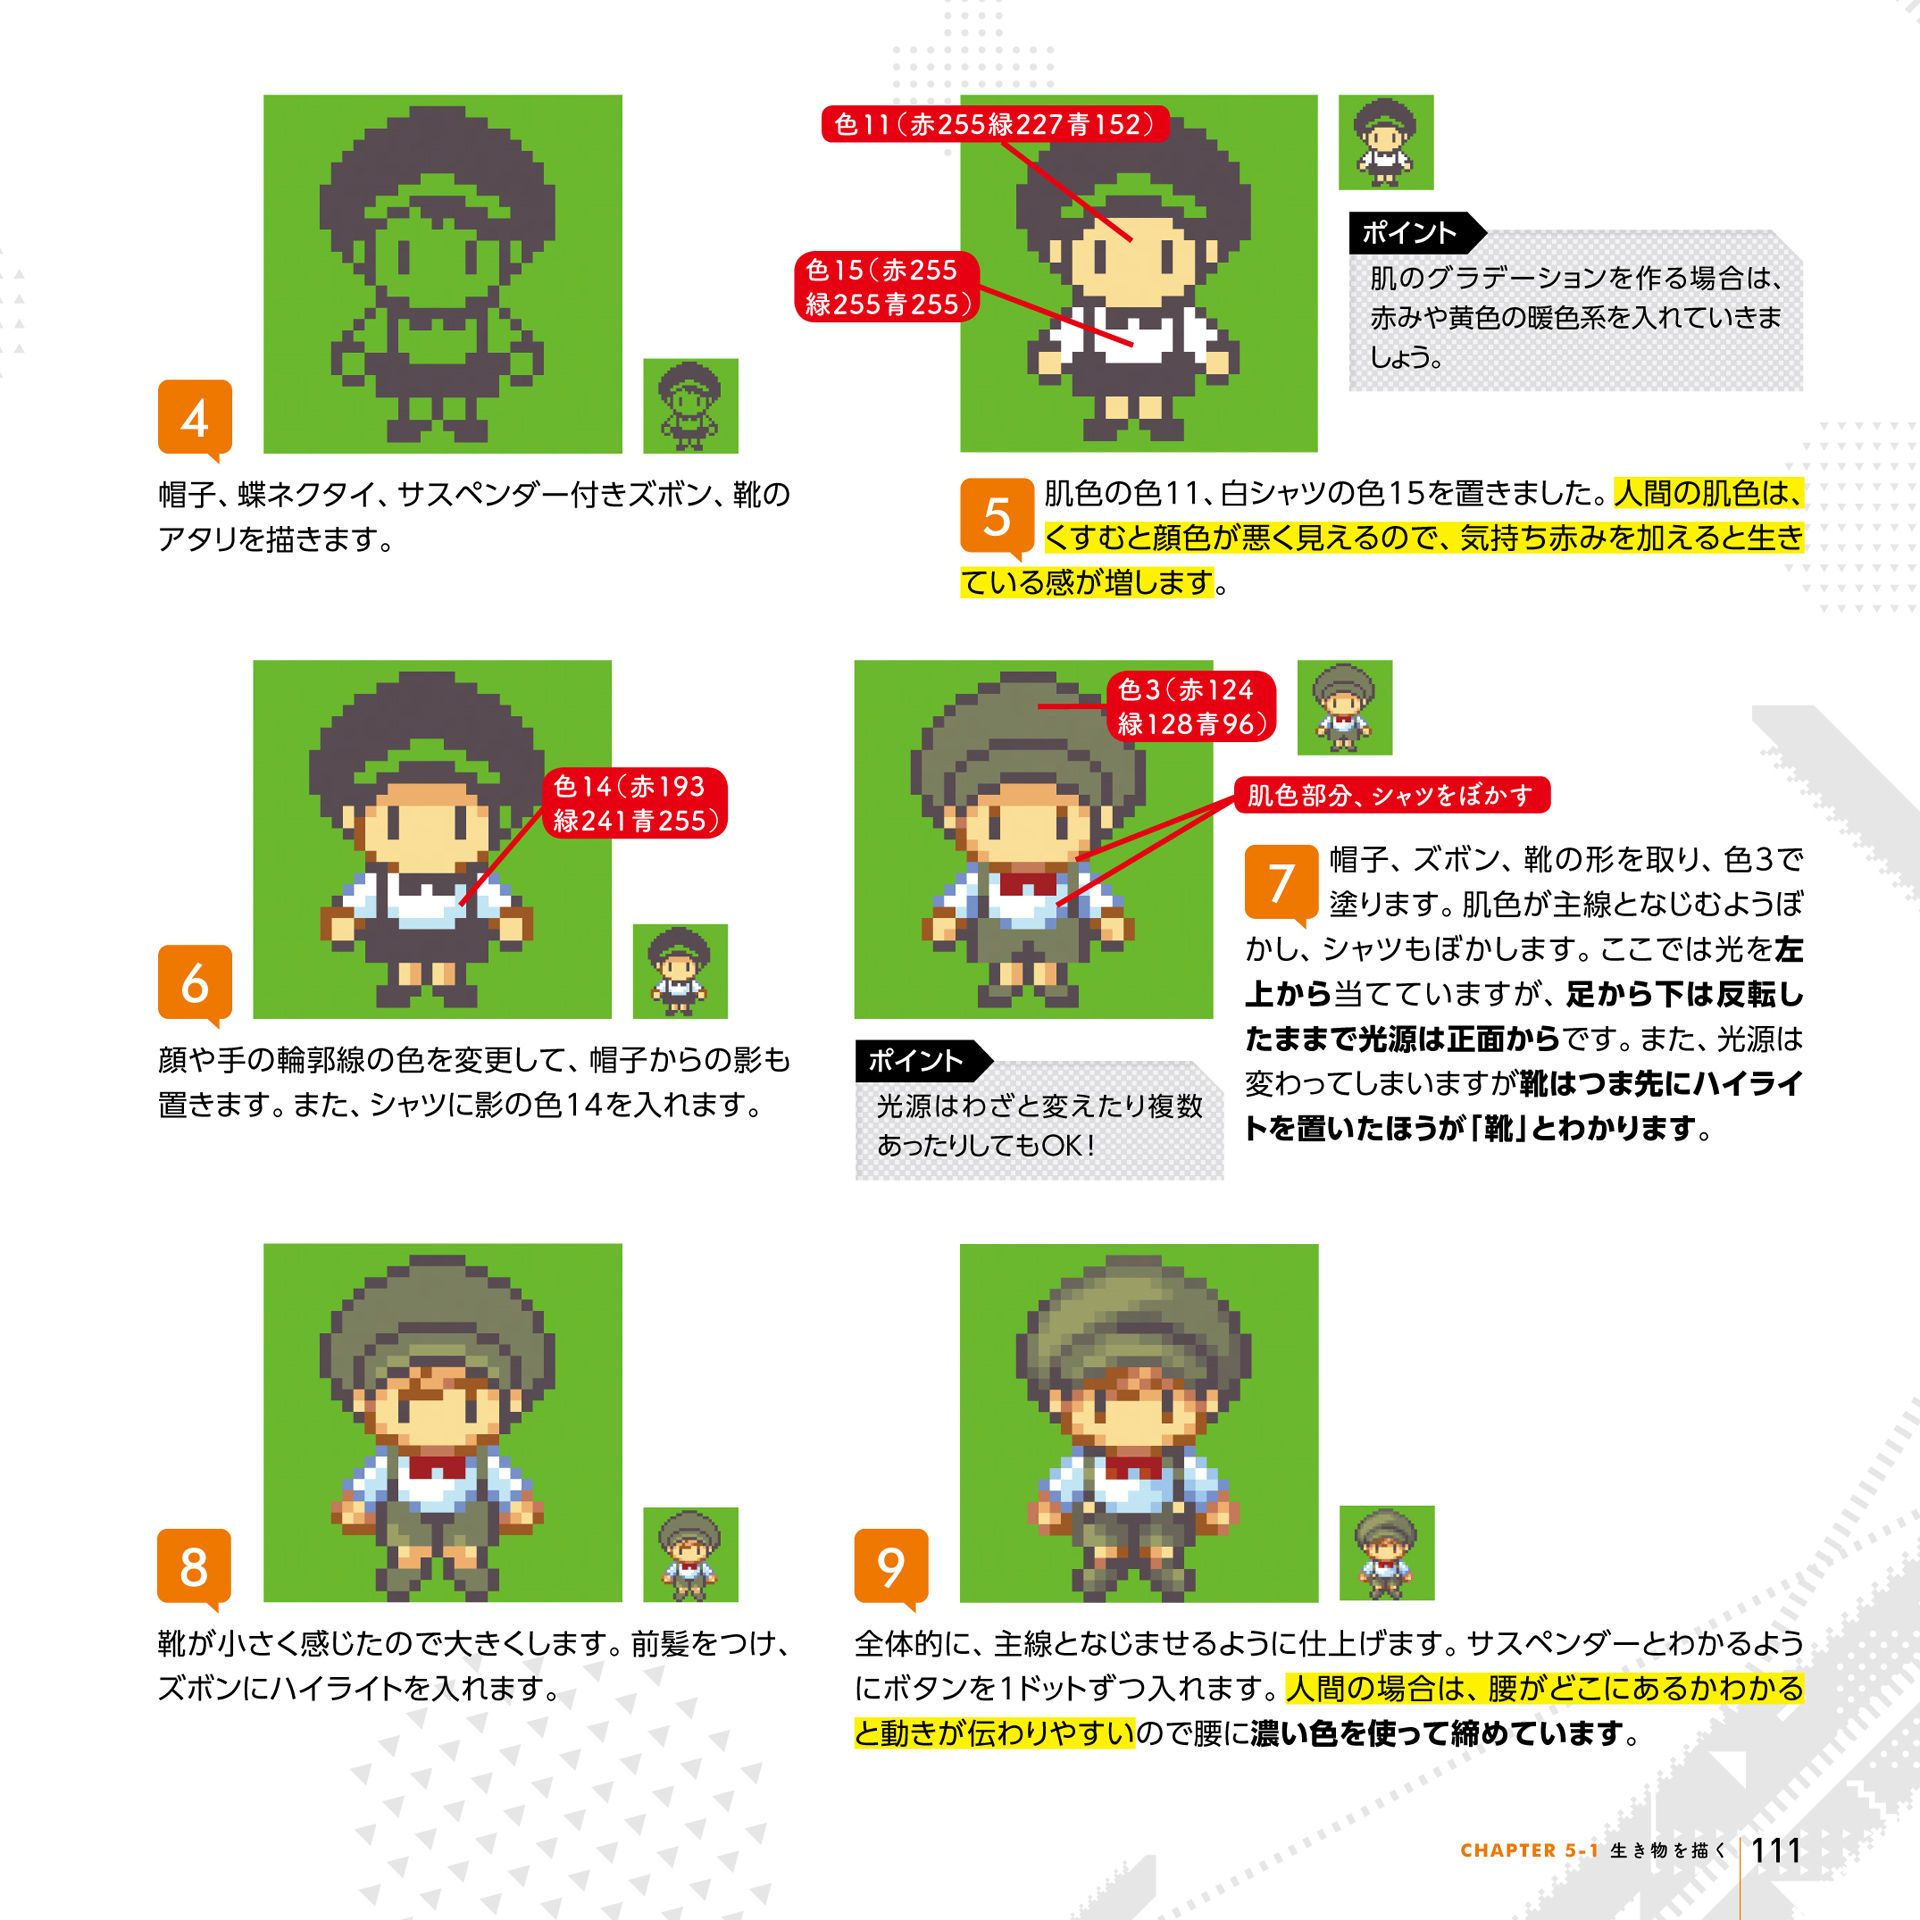 4
帽子、蝶ネクタイ、サスペンダー付きズボン、靴の
アタリを描きます。
色11（赤255緑227青152）
色15（赤255
緑255青255）
ポイント
肌のグラデーションを作る場合は、
赤みや黄色の暖色系を入れていきま
しょう。
5
肌色の色11、白シャツの色15を置きました。人間の肌色は、
くすむと顔色が悪く見えるので、気持ち赤みを加えると生き
ている感が増します。
色14（赤193
緑241青255）
6
顔や手の輪郭線の色を変更して、帽子からの影も
置きます。また、シャツに影の色14を入れます。
色3（赤124
緑128青96）
肌色部分、シャツをぼかす
ポイント
光源はわざと変えたり複数
あったりしてもOK！
7
帽子、ズボン、靴の形を取り、色3で
塗ります。肌色が主線となじむようぼ
かし、シャツもぼかします。ここでは光を左
上から当てていますが、足から下は反転し
たままで光源は正面からです。また、光源は
変わってしまいますが靴はつま先にハイライ
トを置いたほうが「靴」とわかります。
8
靴が小さく感じたので大きくします。前髪をつけ、
ズボンにハイライトを入れます。
9
全体的に、主線となじませるように仕上げます。サスペンダーとわかるよう
にボタンを1ドットずつ入れます。人間の場合は、腰がどこにあるかわかる
と動きが伝わりやすいので腰に濃い色を使って締めています。
CHAPTER 5-1 生き物を描く 111